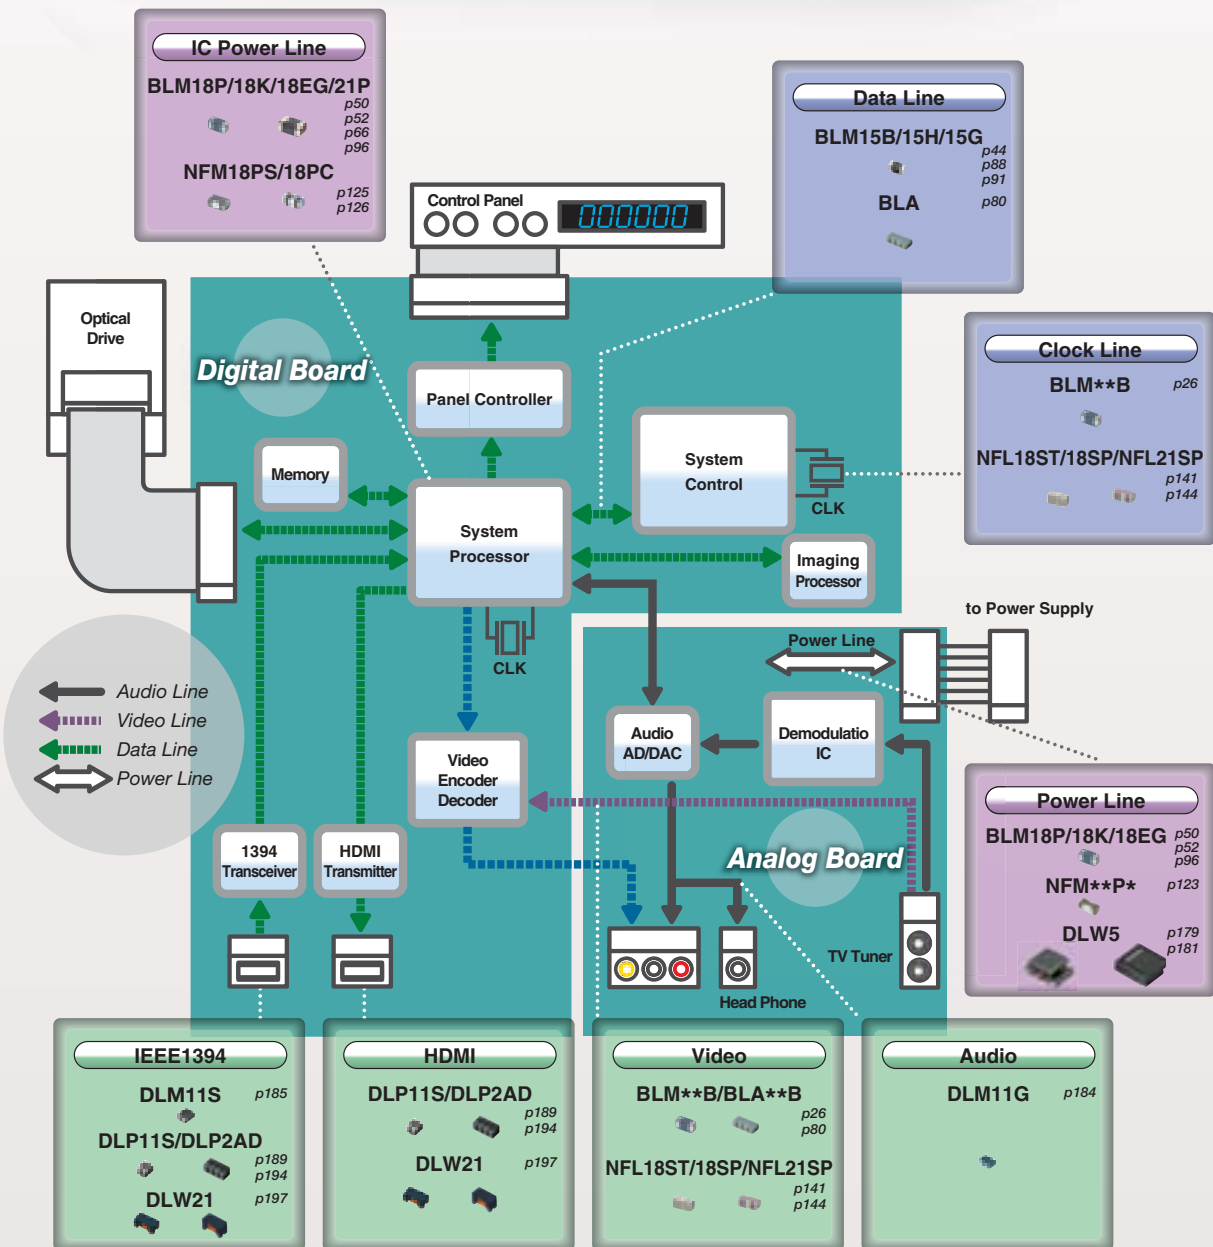 IC Power Line
BLM18P/18K/18EG/21P
p50
p52
p66
p96
NFM18PS/18PC
p125
p126
Data Line
BLM15B/15H/15G
p44
p88
p91
BLA
p80
Control Panel
000000
Optical
Drive
Digital Board
Panel Controller
Memory
System
Control
CLK
System
Processor
Imaging
Processor
CLK
Clock Line
BLM**B
p26
NFL18ST/18SP/NFL21SP
p141
p144
to Power Supply
Power Line
Audio Line
Video Line
Data Line
Power Line
Audio
AD/DAC
Demodulatio
IC
Video
Encoder
Decoder
1394
Transceiver
HDMI
Transmitter
Analog Board
TV Tuner
Head Phone
Power Line
BLM18P/18K/18EG
p50
p52
p96
NFM**P*
p123
DLW5
p179
p181
IEEE1394
DLM11S
p185
DLP11S/DLP2AD
p189
p194
DLW21
p197
HDMI
DLP11S/DLP2AD
p189
p194
DLW21
p197
Video
BLM**B/BLA**B
p26
p80
NFL18ST/18SP/NFL21SP
p141
p144
Audio
DLM11G
p184